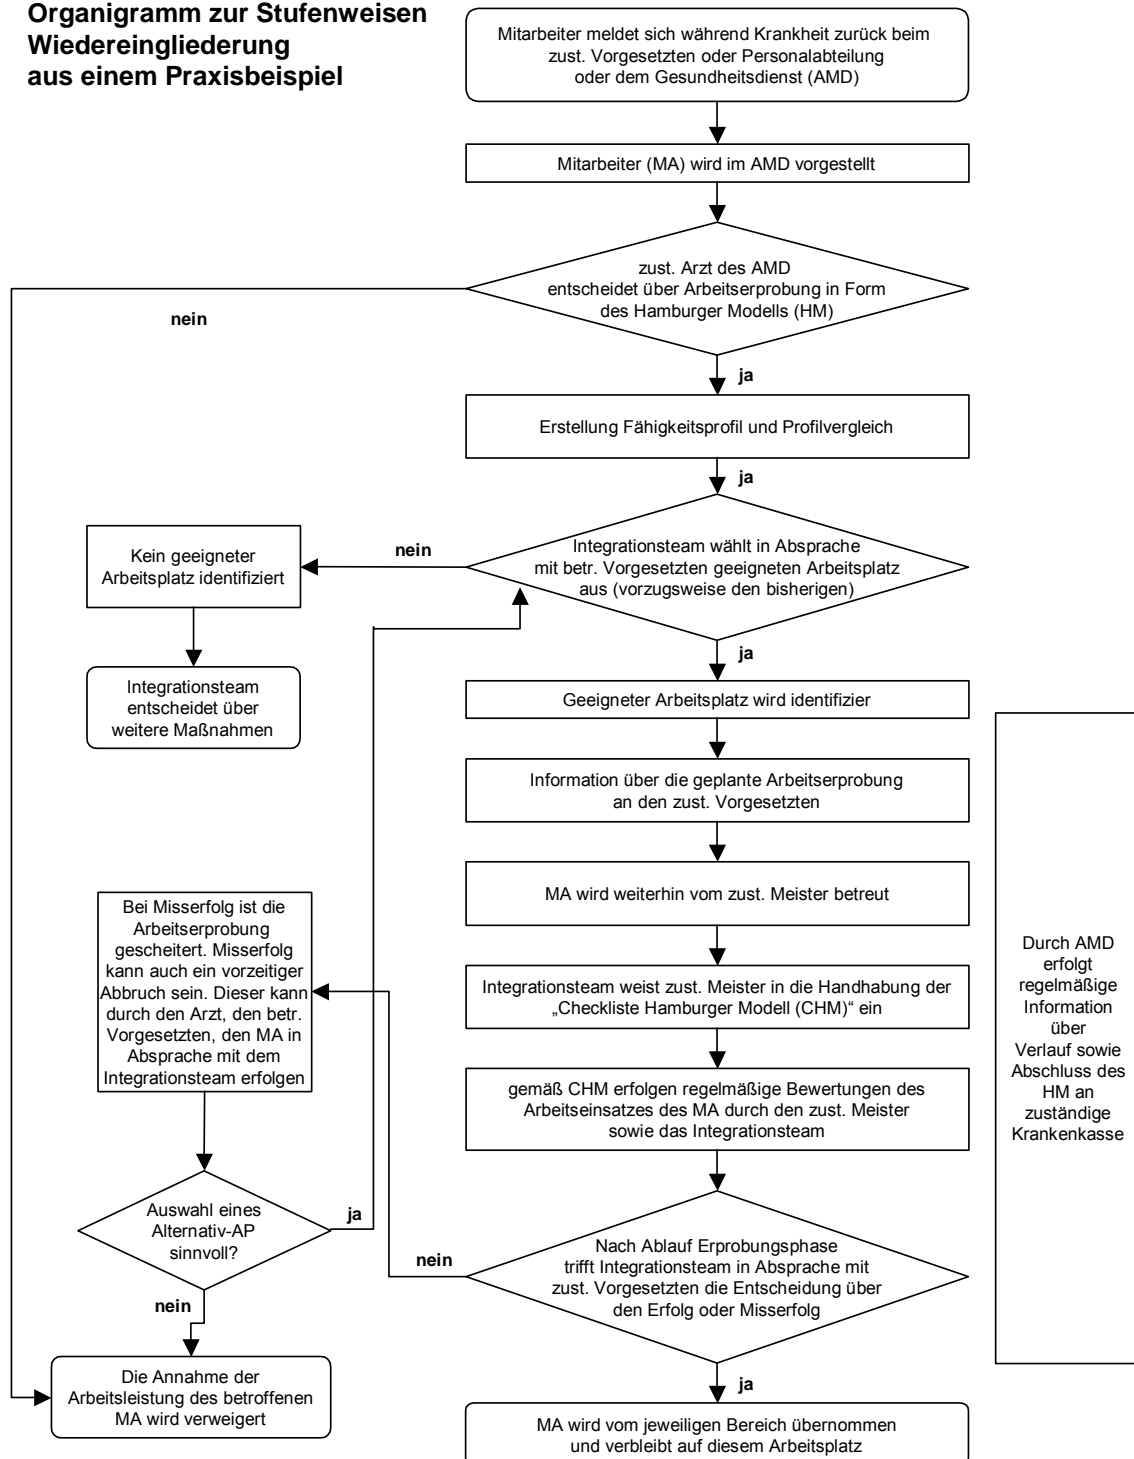 Organigramm zur Stufenweisen
Wiedereingliederung
aus einem Praxisbeispiel
Mitarbeiter meldet sich während Krankheit zurück beim
zust. Vorgesetzten oder Personalabteilung
oder dem Gesundheitsdienst (AMD)
Mitarbeiter (MA) wird im AMD vorgestellt
zust. Arzt des AMD
entscheidet über Arbeitserprobung in Form
des Hamburger Modells (HM)
nein
ja
Erstellung Fähigkeitsprofil und Profilvergleich
ja
Integrationsteam wählt in Absprache
mit betr. Vorgesetzten geeigneten Arbeitsplatz
aus (vorzugsweise den bisherigen)
nein
Kein geeigneter
Arbeitsplatz identifiziert
Integrationsteam
entscheidet über
weitere Maßnahmen
ja
Geeigneter Arbeitsplatz wird identifizier
Information über die geplante Arbeitserprobung
an den zust. Vorgesetzten
MA wird weiterhin vom zust. Meister betreut
Integrationsteam weist zust. Meister in die Handhabung der
„Checkliste Hamburger Modell (CHM)“ ein
gemäß CHM erfolgen regelmäßige Bewertungen des
Arbeitseinsatzes des MA durch den zust. Meister
sowie das Integrationsteam
Nach Ablauf Erprobungsphase
trifft Integrationsteam in Absprache mit
zust. Vorgesetzten die Entscheidung über
den Erfolg oder Misserfolg
nein
Bei Misserfolg ist die
Arbeitserprobung
gescheitert. Misserfolg
kann auch ein vorzeitiger
Abbruch sein. Dieser kann
durch den Arzt, den betr.
Vorgesetzten, den MA in
Absprache mit dem
Integrationsteam erfolgen
Auswahl eines
Alternativ-AP
sinnvoll?
ja
nein
Die Annahme der
Arbeitsleistung des betroffenen
MA wird verweigert
ja
MA wird vom jeweiligen Bereich übernommen
und verbleibt auf diesem Arbeitsplatz
Durch AMD
erfolgt
regelmäßige
Information
über
Verlauf sowie
Abschluss des
HM an
zuständige
Krankenkasse